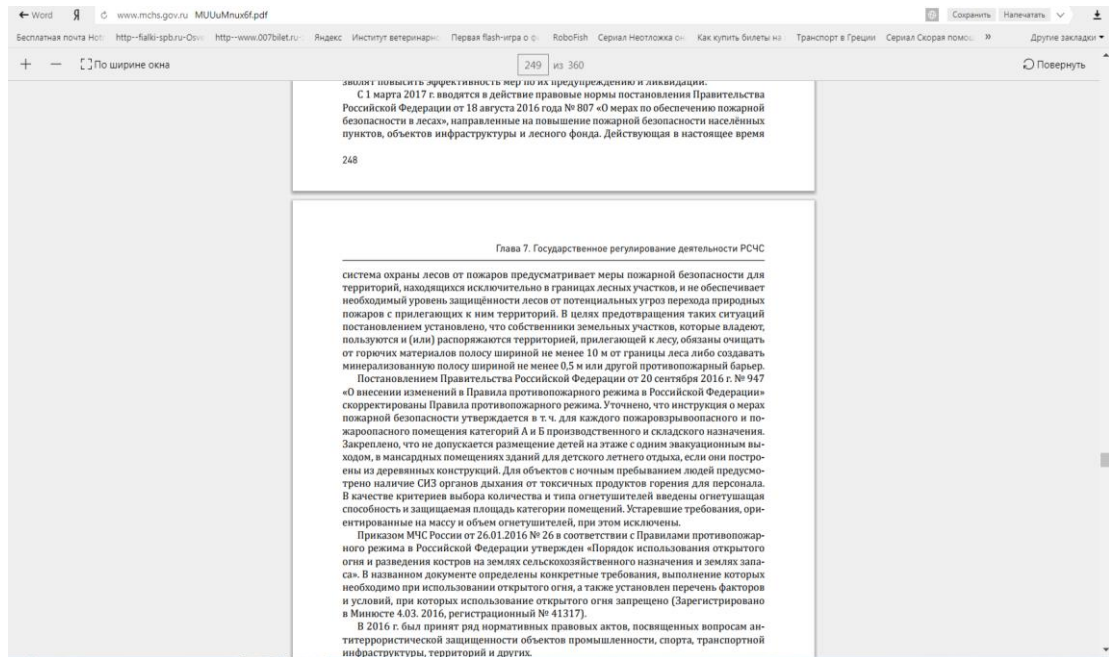 ← Word Я www.mchs.gov.ru MUUuMnux6f.pdf Сохранить Напечатать
Бесплатная почта Hot http--fialki-spb.ru-Osv http--www.007bilet.ru- Яндекс Институт ветеринарн Первая flash-игра о ф RoboFish Сериал Неотложка он Как купить билеты на Транспорт в Греции Сериал Скорая помощ » Другие закладки
+ — По ширине окна 249 из 360 Повернуть
зволят повысить эффективность мер по их предупреждению и ликвидации.
С 1 марта 2017 г. вводятся в действие правовые нормы постановления Правительства
Российской Федерации от 18 августа 2016 года № 807 «О мерах по обеспечению пожарной
безопасности в лесах», направленные на повышение пожарной безопасности населённых
пунктов, объектов инфраструктуры и лесного фонда. Действующая в настоящее время
248
Глава 7. Государственное регулирование деятельности РСЧС
система охраны лесов от пожаров предусматривает меры пожарной безопасности для
территорий, находящихся исключительно в границах лесных участков, и не обеспечивает
необходимый уровень защищённости лесов от потенциальных угроз перехода природных
пожаров с прилегающих к ним территорий. В целях предотвращения таких ситуаций
постановлением установлено, что собственники земельных участков, которые владеют,
пользуются и (или) распоряжаются территорией, прилегающей к лесу, обязаны очищать
от горючих материалов полосу шириной не менее 10 м от границы леса либо создавать
минерализованную полосу шириной не менее 0,5 м или другой противопожарный барьер.
Постановлением Правительства Российской Федерации от 20 сентября 2016 г. № 947
«О внесении изменений в Правила противопожарного режима в Российской Федерации»
скорректированы Правила противопожарного режима. Уточнено, что инструкция о мерах
пожарной безопасности утверждается в т. ч. для каждого пожаровзрывоопасного и по-
жароопасного помещения категорий А и Б производственного и складского назначения.
Закреплено, что не допускается размещение детей на этаже с одним эвакуационным вы-
ходом, в мансардных помещениях зданий для детского летнего отдыха, если они постро-
ены из деревянных конструкций. Для объектов с ночным пребыванием людей предусмо-
трено наличие СИЗ органов дыхания от токсичных продуктов горения для персонала.
В качестве критериев выбора количества и типа огнетушителей введены огнетушащая
способность и защищаемая площадь категории помещений. Устаревшие требования, ори-
ентированные на массу и объем огнетушителей, при этом исключены.
Приказом МЧС России от 26.01.2016 № 26 в соответствии с Правилами противопожар-
ного режима в Российской Федерации утвержден «Порядок использования открытого
огня и разведения костров на землях сельскохозяйственного назначения и землях запа-
са». В названном документе определены конкретные требования, выполнение которых
необходимо при использовании открытого огня, а также установлен перечень факторов
и условий, при которых использование открытого огня запрещено (Зарегистрировано
в Минюсте 4.03. 2016, регистрационный № 41317).
В 2016 г. был принят ряд нормативных правовых актов, посвященных вопросам ан-
титеррористической защищенности объектов промышленности, спорта, транспортной
инфраструктуры, территорий и других.